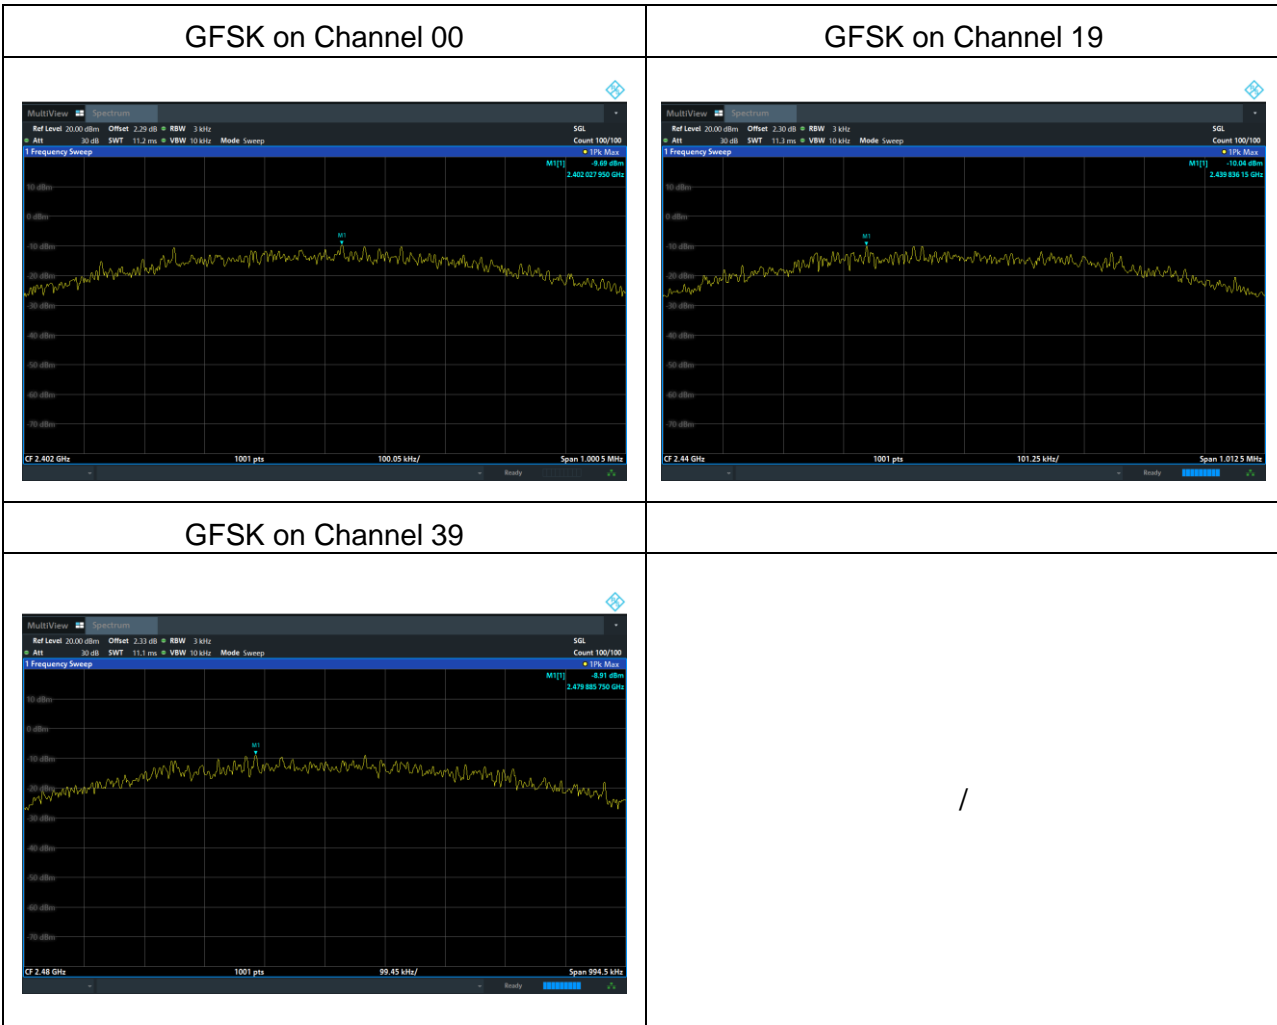 GFSK on Channel 00
GFSK on Channel 19
MultiView Spectrum
Ref Level 20.00 dBm Offset 2.29 dB RBW 3 kHz SGL
Att 30 dB SWT 11.2 ms VBW 10 kHz Mode Sweep Count 100/100
1 Frequency Sweep 1Pk Max
M1[1] -9.69 dBm
2.402 027 950 GHz
10 dBm
0 dBm
M1
-10 dBm
-20 dBm
-30 dBm
-40 dBm
-50 dBm
-60 dBm
-70 dBm
CF 2.402 GHz 1001 pts 100.05 kHz/ Span 1.000 5 MHz
Ready
MultiView Spectrum
Ref Level 20.00 dBm Offset 2.30 dB RBW 3 kHz SGL
Att 30 dB SWT 11.3 ms VBW 10 kHz Mode Sweep Count 100/100
1 Frequency Sweep 1Pk Max
M1[1] -10.04 dBm
2.439 836 15 GHz
10 dBm
0 dBm
M1
-10 dBm
-20 dBm
-30 dBm
-40 dBm
-50 dBm
-60 dBm
-70 dBm
CF 2.44 GHz 1001 pts 101.25 kHz/ Span 1.012 5 MHz
Ready
GFSK on Channel 39
MultiView Spectrum
Ref Level 20.00 dBm Offset 2.33 dB RBW 3 kHz SGL
Att 30 dB SWT 11.1 ms VBW 10 kHz Mode Sweep Count 100/100
1 Frequency Sweep 1Pk Max
M1[1] -8.91 dBm
2.479 885 750 GHz
10 dBm
0 dBm
M1
-10 dBm
-20 dBm
-30 dBm
-40 dBm
-50 dBm
-60 dBm
-70 dBm
CF 2.48 GHz 1001 pts 99.45 kHz/ Span 994.5 kHz
Ready
/